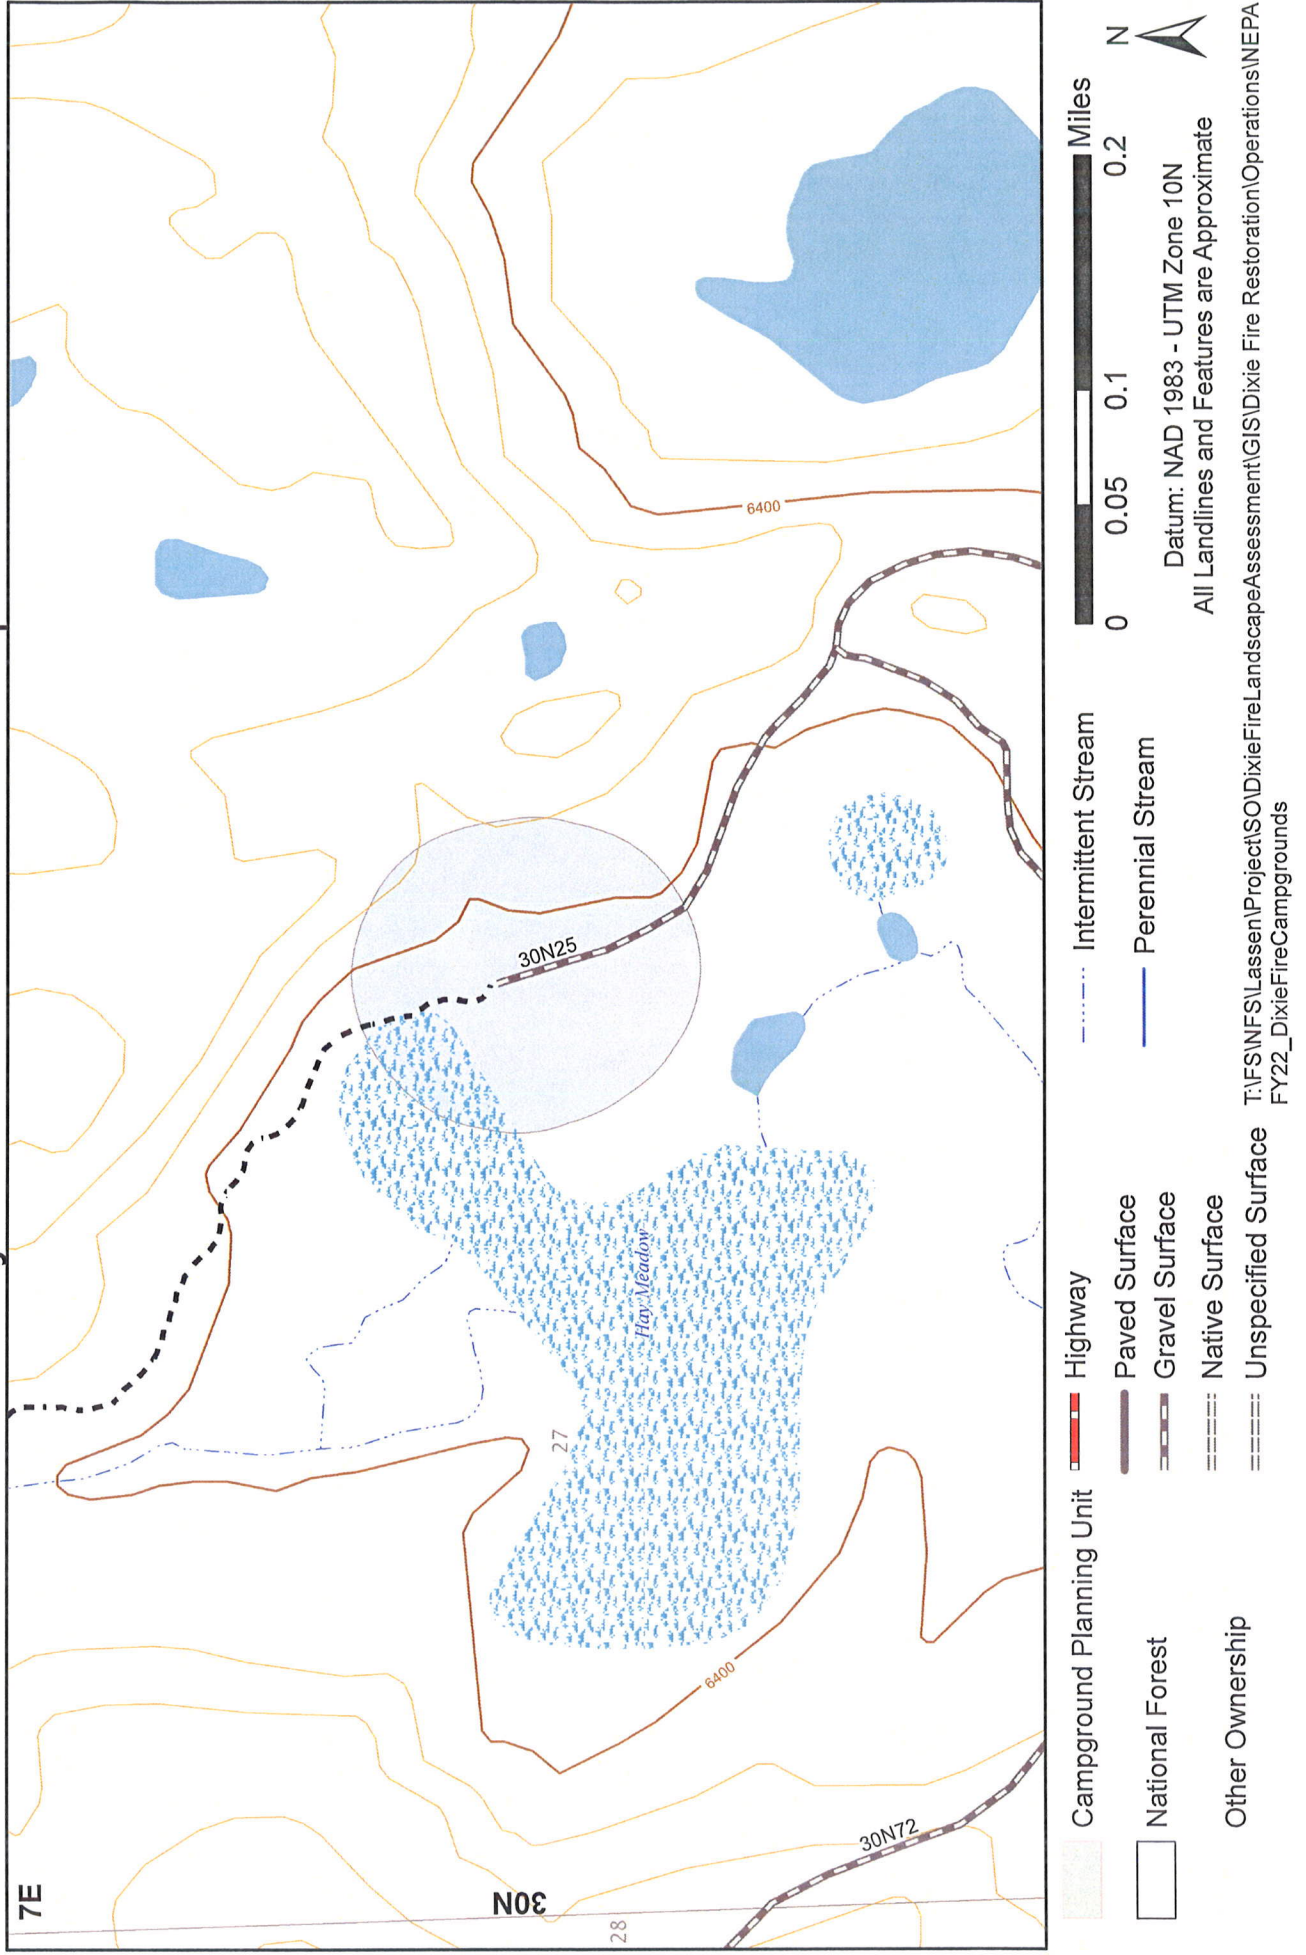 7E
30N
28
27
Hay Meadow
6400
6400
30N25
30N72
Campground Planning Unit
National Forest
Other Ownership
Highway
Paved Surface
Gravel Surface
Native Surface
Unspecified Surface
Intermittent Stream
Perennial Stream
0 0.05 0.1 0.2 Miles
N
Datum: NAD 1983 - UTM Zone 10N
All Landlines and Features are Approximate
T:\FS\NFS\Lassen\Project\SO\DixieFireLandscapeAssessment\GIS\Dixie Fire Restoration\Operations\NEPA
FY22_DixieFireCampgrounds